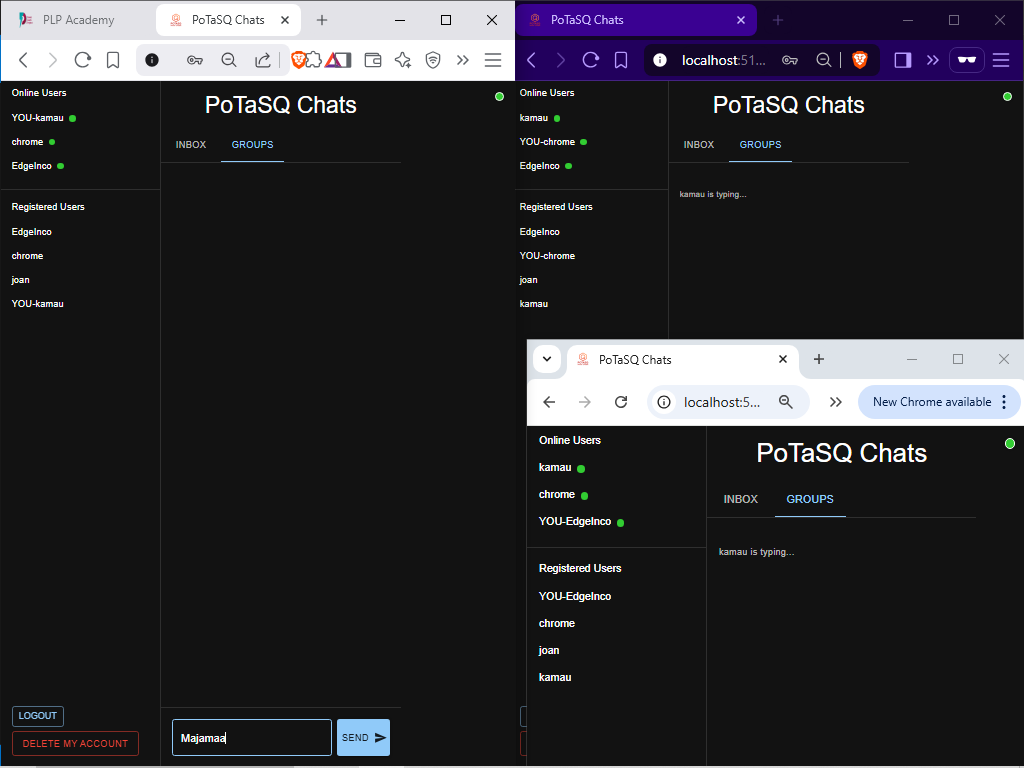 PLP Academy
PoTaSQ Chats
Online Users
YOU-kamau
chrome
EdgeInco
Registered Users
EdgeInco
chrome
joan
YOU-kamau
LOGOUT
DELETE MY ACCOUNT
PoTaSQ Chats
INBOX
GROUPS
Majamaa
SEND
PoTaSQ Chats
localhost:51...
Online Users
kamau
YOU-chrome
EdgeInco
Registered Users
EdgeInco
YOU-chrome
joan
kamau
PoTaSQ Chats
INBOX
GROUPS
kamau is typing...
PoTaSQ Chats
localhost:5...
New Chrome available
Online Users
kamau
chrome
YOU-EdgeInco
Registered Users
YOU-EdgeInco
chrome
joan
kamau
PoTaSQ Chats
INBOX
GROUPS
kamau is typing...